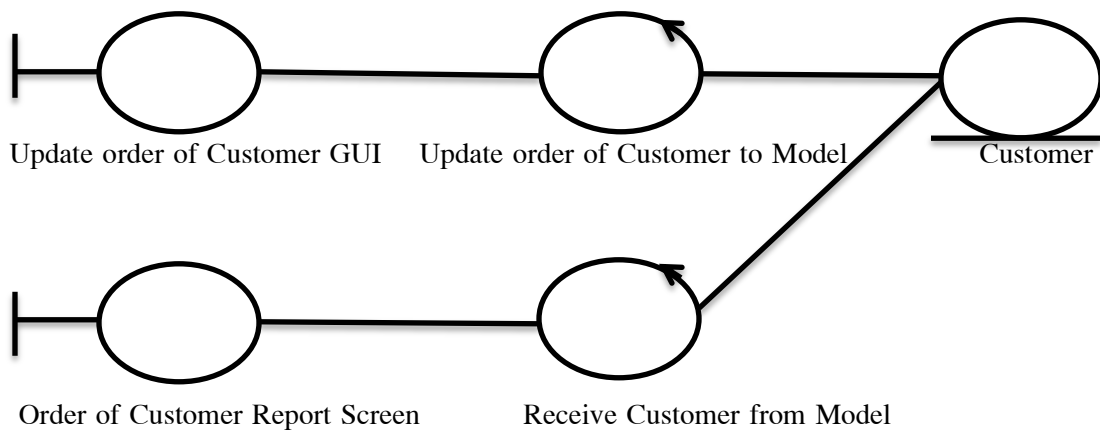 Update order of Customer GUI
Update order of Customer to Model
Customer
Order of Customer Report Screen
Receive Customer from Model